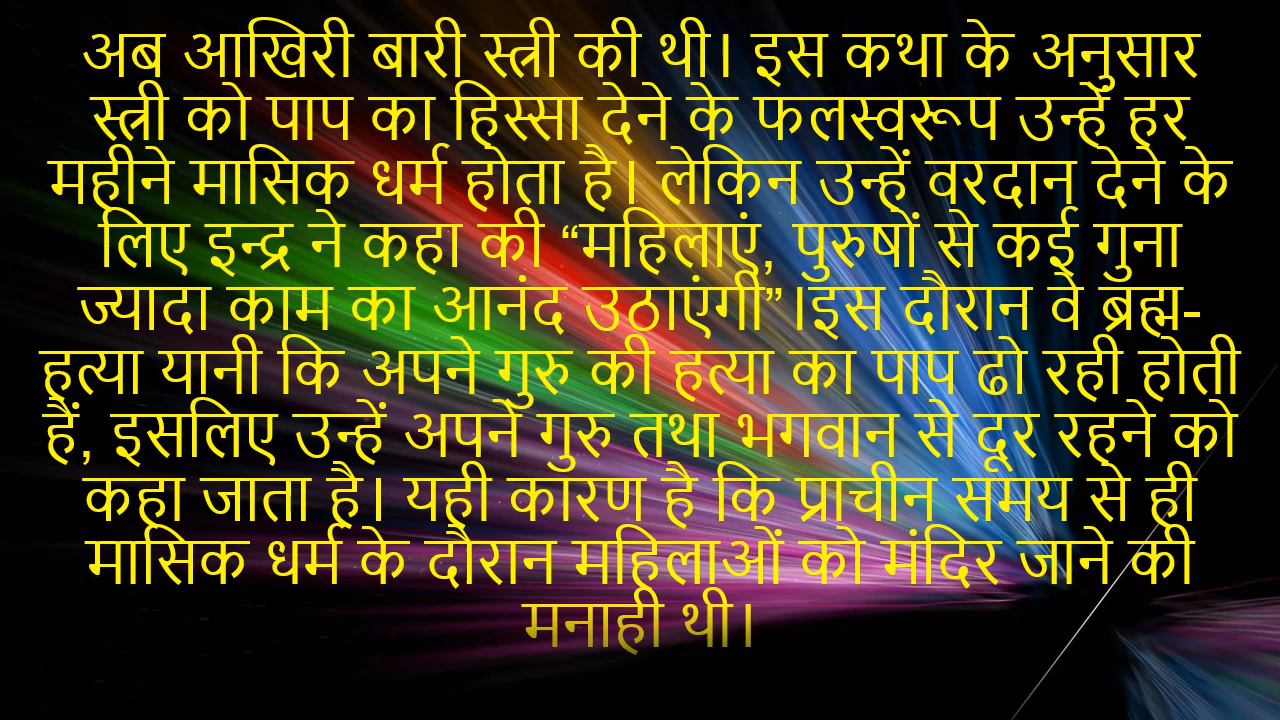 अब आखिरी बारी स्त्री की थी। इस कथा के अनुसार
स्त्री को पाप का हिस्सा देने के फलस्वरूप उन्हें हर
महीने मासिक धर्म होता है। लेकिन उन्हें वरदान देने के
लिए इन्द्र ने कहा की “महिलाएं, पुरुषों से कई गुना
ज्यादा काम का आनंद उठाएंगी”।इस दौरान वे ब्रह्म-
हत्या यानी कि अपने गुरु की हत्या का पाप ढो रही होती
हैं, इसलिए उन्हें अपने गुरु तथा भगवान से दूर रहने को
कहा जाता है। यही कारण है कि प्राचीन समय से ही
मासिक धर्म के दौरान महिलाओं को मंदिर जाने की
मनाही थी।